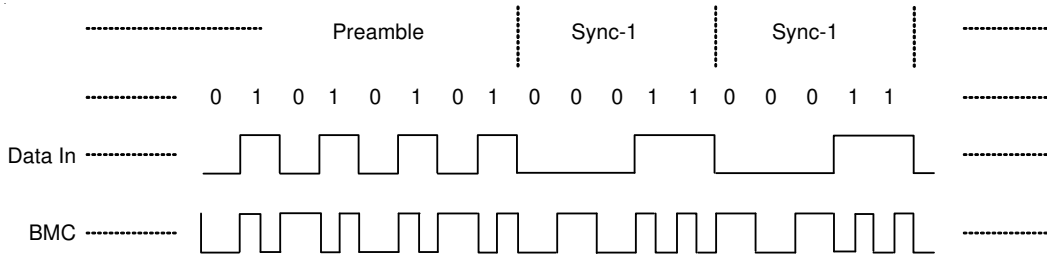 Preamble Sync-1 Sync-1
0 1 0 1 0 1 0 1 0 0 0 1 1 0 0 0 1 1
Data In
BMC